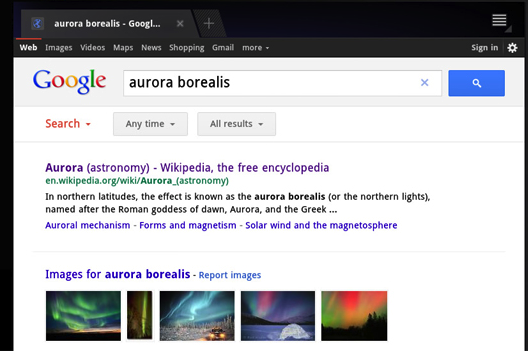 aurora borealis - Googl...
Web Images Videos Maps News Shopping Gmail more Sign in
Google aurora borealis
Search Any time All results
Aurora (astronomy) - Wikipedia, the free encyclopedia
en.wikipedia.org/wiki/Aurora_(astronomy)
In northern latitudes, the effect is known as the aurora borealis (or the northern lights),
named after the Roman goddess of dawn, Aurora, and the Greek ...
Auroral mechanism - Forms and magnetism - Solar wind and the magnetosphere
Images for aurora borealis - Report images